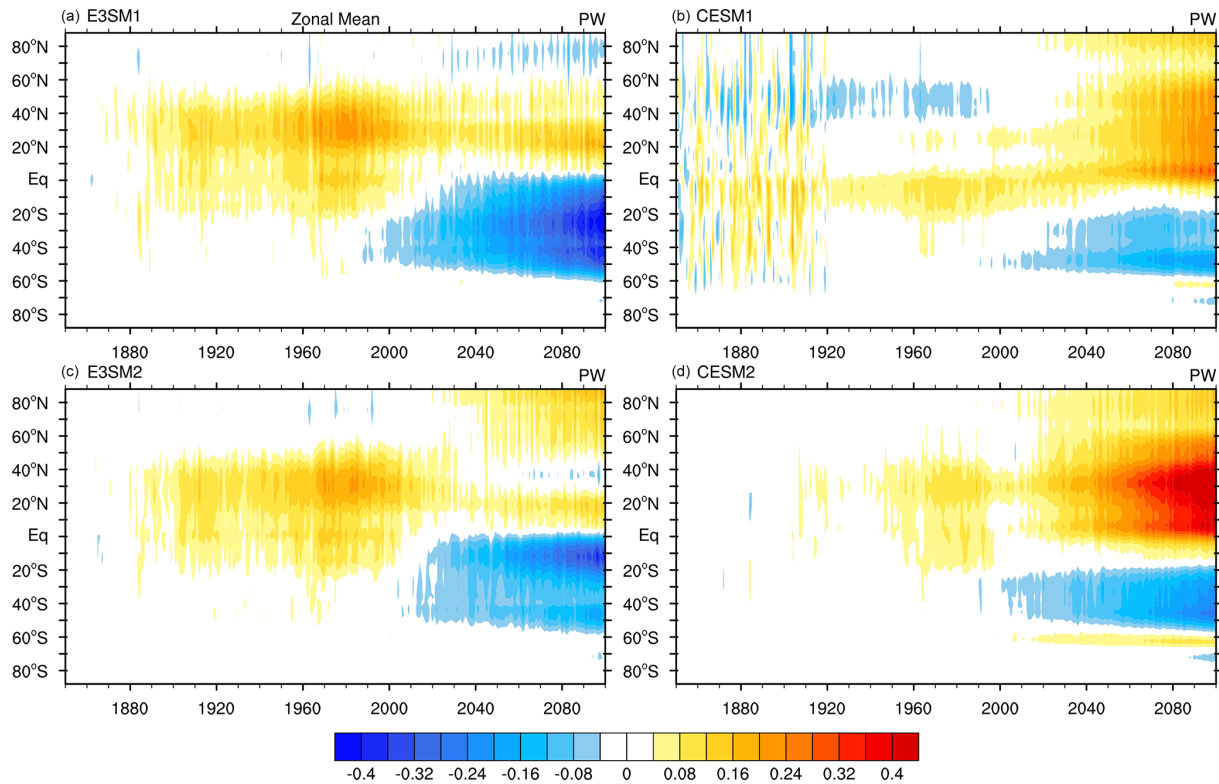 (a) E3SM1 Zonal Mean PW
(b) CESM1 PW
80°N 80°N
60°N 60°N
40°N 40°N
20°N 20°N
Eq Eq
20°S 20°S
40°S 40°S
60°S 60°S
80°S 80°S
1880 1920 1960 2000 2040 2080
1880 1920 1960 2000 2040 2080
(c) E3SM2 PW
(d) CESM2 PW
80°N 80°N
60°N 60°N
40°N 40°N
20°N 20°N
Eq Eq
20°S 20°S
40°S 40°S
60°S 60°S
80°S 80°S
1880 1920 1960 2000 2040 2080
1880 1920 1960 2000 2040 2080
-0.4 -0.32 -0.24 -0.16 -0.08 0 0.08 0.16 0.24 0.32 0.4